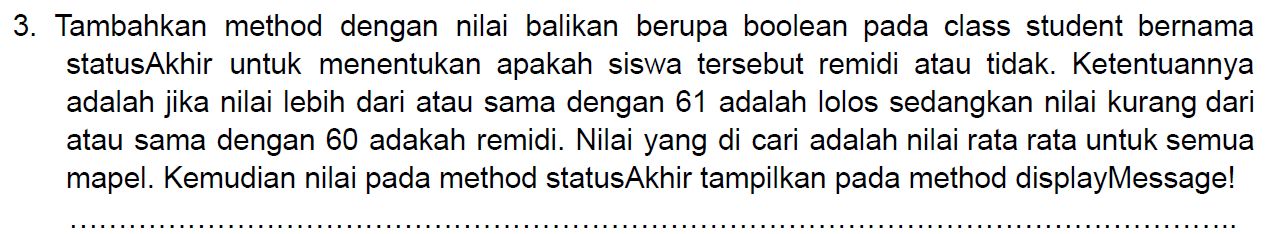 3. Tambahkan method dengan nilai balikan berupa boolean pada class student bernama
statusAkhir untuk menentukan apakah siswa tersebut remidi atau tidak. Ketentuannya
adalah jika nilai lebih dari atau sama dengan 61 adalah lolos sedangkan nilai kurang dari
atau sama dengan 60 adakah remidi. Nilai yang di cari adalah nilai rata rata untuk semua
mapel. Kemudian nilai pada method statusAkhir tampilkan pada method displayMessage!
........................................................................................................................